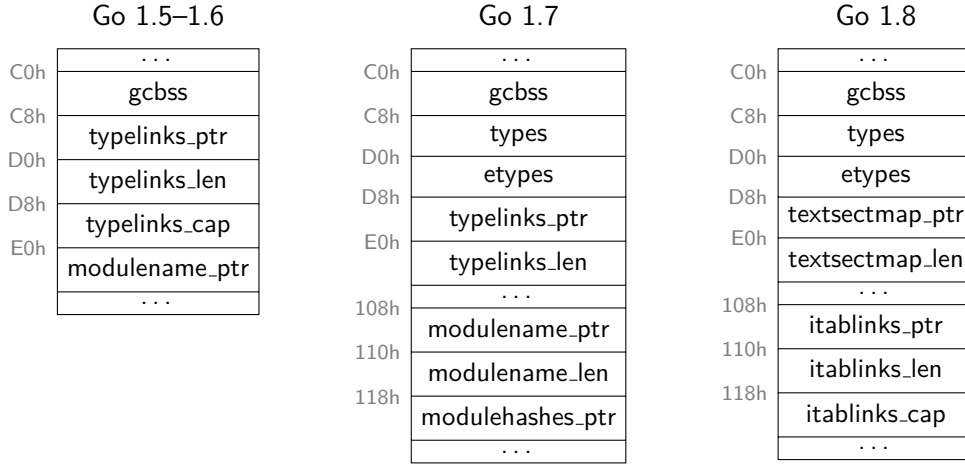 Go 1.5–1.6
. . .
C0h
gcbss
C8h
typelinks_ptr
D0h
typelinks_len
D8h
typelinks_cap
E0h
modulename_ptr
. . .
Go 1.7
. . .
C0h
gcbss
C8h
types
D0h
etypes
D8h
typelinks_ptr
E0h
typelinks_len
. . .
108h
modulename_ptr
110h
modulename_len
118h
modulehashes_ptr
. . .
Go 1.8
. . .
C0h
gcbss
C8h
types
D0h
etypes
D8h
textsectmap_ptr
E0h
textsectmap_len
. . .
108h
itablinks_ptr
110h
itablinks_len
118h
itablinks_cap
. . .